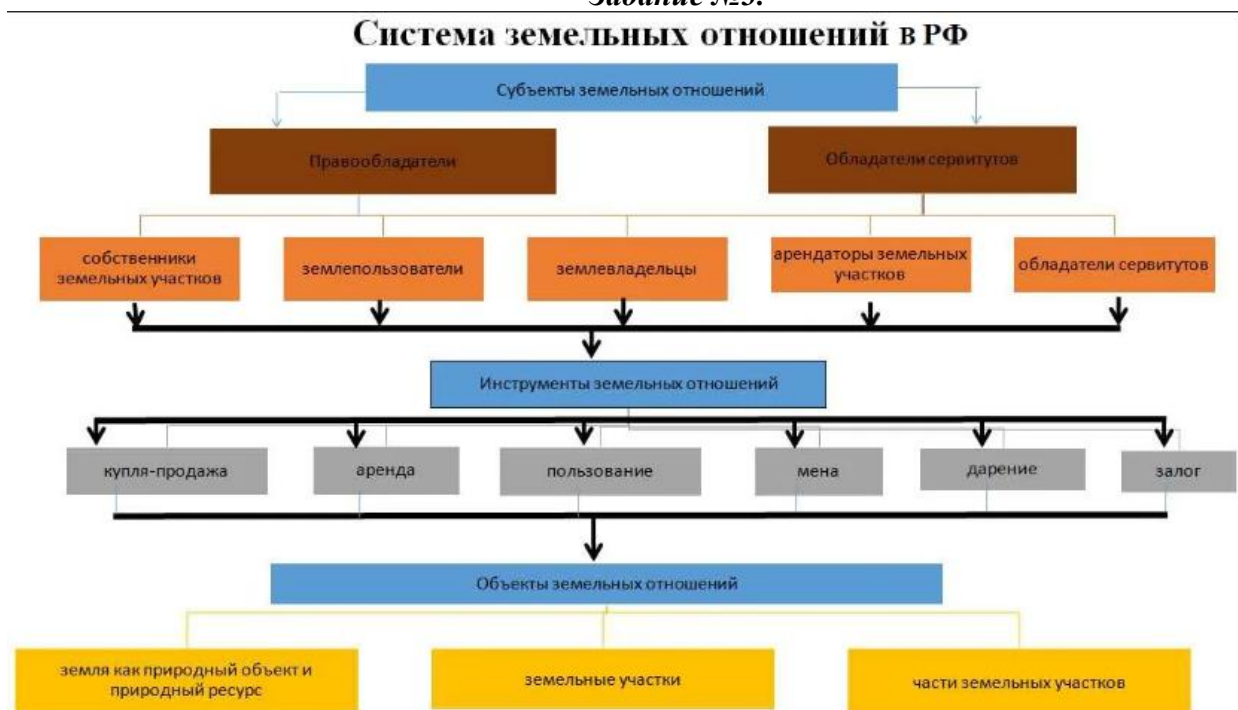 Система земельных отношений в РФ
Субъекты земельных отношений
Правообладатели
Обладатели сервитутов
собственники
земельных участков
землепользователи
землевладельцы
арендаторы земельных
участков
обладатели сервитутов
Инструменты земельных отношений
купля-продажа
аренда
пользование
мена
дарение
залог
Объекты земельных отношений
земля как природный объект и
природный ресурс
земельные участки
части земельных участков